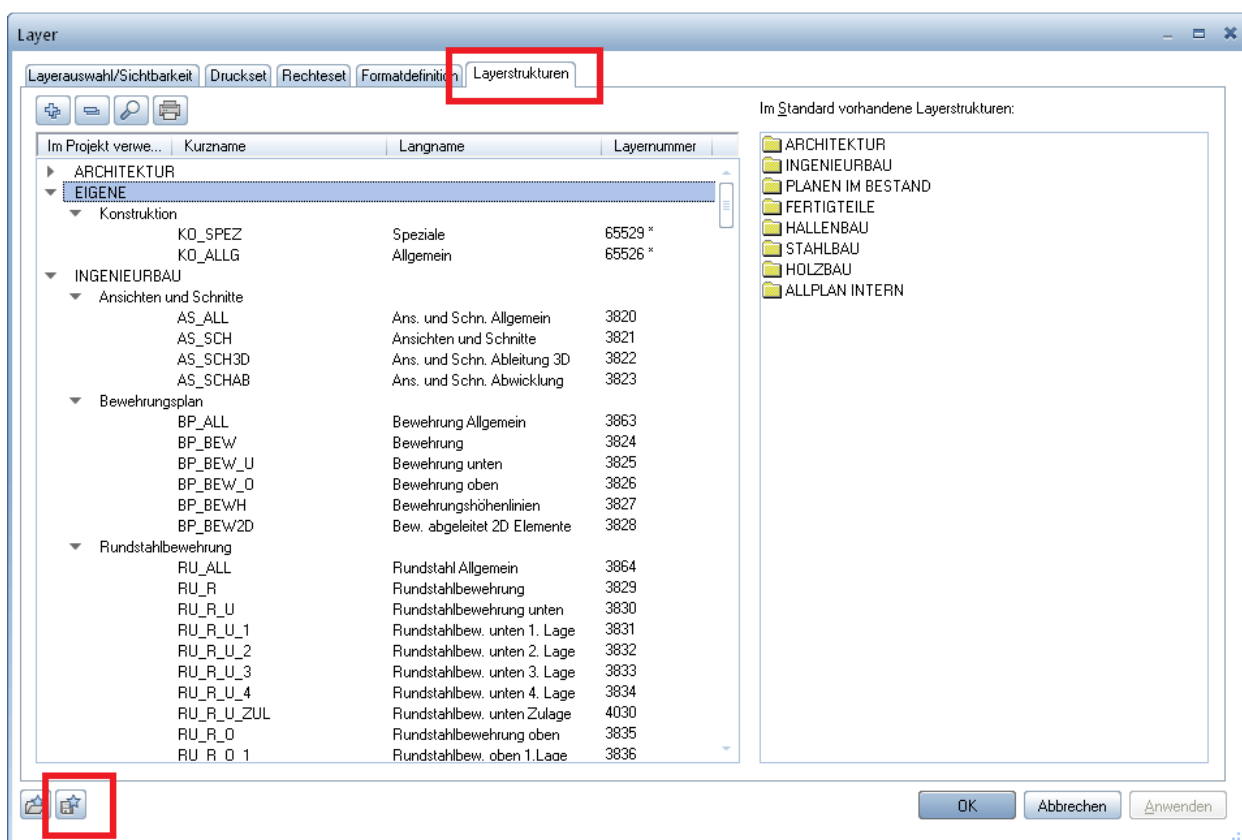 Layer
Layerauswahl/Sichtbarkeit Druckset Rechteset Formatdefinition Layerstrukturen
Im Standard vorhandene Layerstrukturen:
Im Projekt verwe... Kurzname Langname Layernummer
ARCHITEKTUR
EIGENE
Konstruktion
KO_SPEZ Speziale 65529 *
KO_ALLG Allgemein 65526 *
INGENIEURBAU
Ansichten und Schnitte
AS_ALL Ans. und Schn. Allgemein 3820
AS_SCH Ansichten und Schnitte 3821
AS_SCH3D Ans. und Schn. Ableitung 3D 3822
AS_SCHAB Ans. und Schn. Abwicklung 3823
Bewehrungsplan
BP_ALL Bewehrung Allgemein 3863
BP_BEW Bewehrung 3824
BP_BEW_U Bewehrung unten 3825
BP_BEW_O Bewehrung oben 3826
BP_BEWH Bewehrungshöhenlinien 3827
BP_BEW2D Bew. abgeleitet 2D Elemente 3828
Rundstahlbewehrung
RU_ALL Rundstahl Allgemein 3864
RU_R Rundstahlbewehrung 3829
RU_R_U Rundstahlbewehrung unten 3830
RU_R_U_1 Rundstahlbew. unten 1. Lage 3831
RU_R_U_2 Rundstahlbew. unten 2. Lage 3832
RU_R_U_3 Rundstahlbew. unten 3. Lage 3833
RU_R_U_4 Rundstahlbew. unten 4. Lage 3834
RU_R_U_ZUL Rundstahlbew. unten Zulage 4030
RU_R_O Rundstahlbewehrung oben 3835
RU_R_O_1 Rundstahlbew. oben 1.Lage 3836
ARCHITEKTUR
INGENIEURBAU
PLANEN IM BESTAND
FERTIGTEILE
HALLENBAU
STAHLBAU
HOLZBAU
ALLPLAN INTERN
OK Abbrechen Anwenden